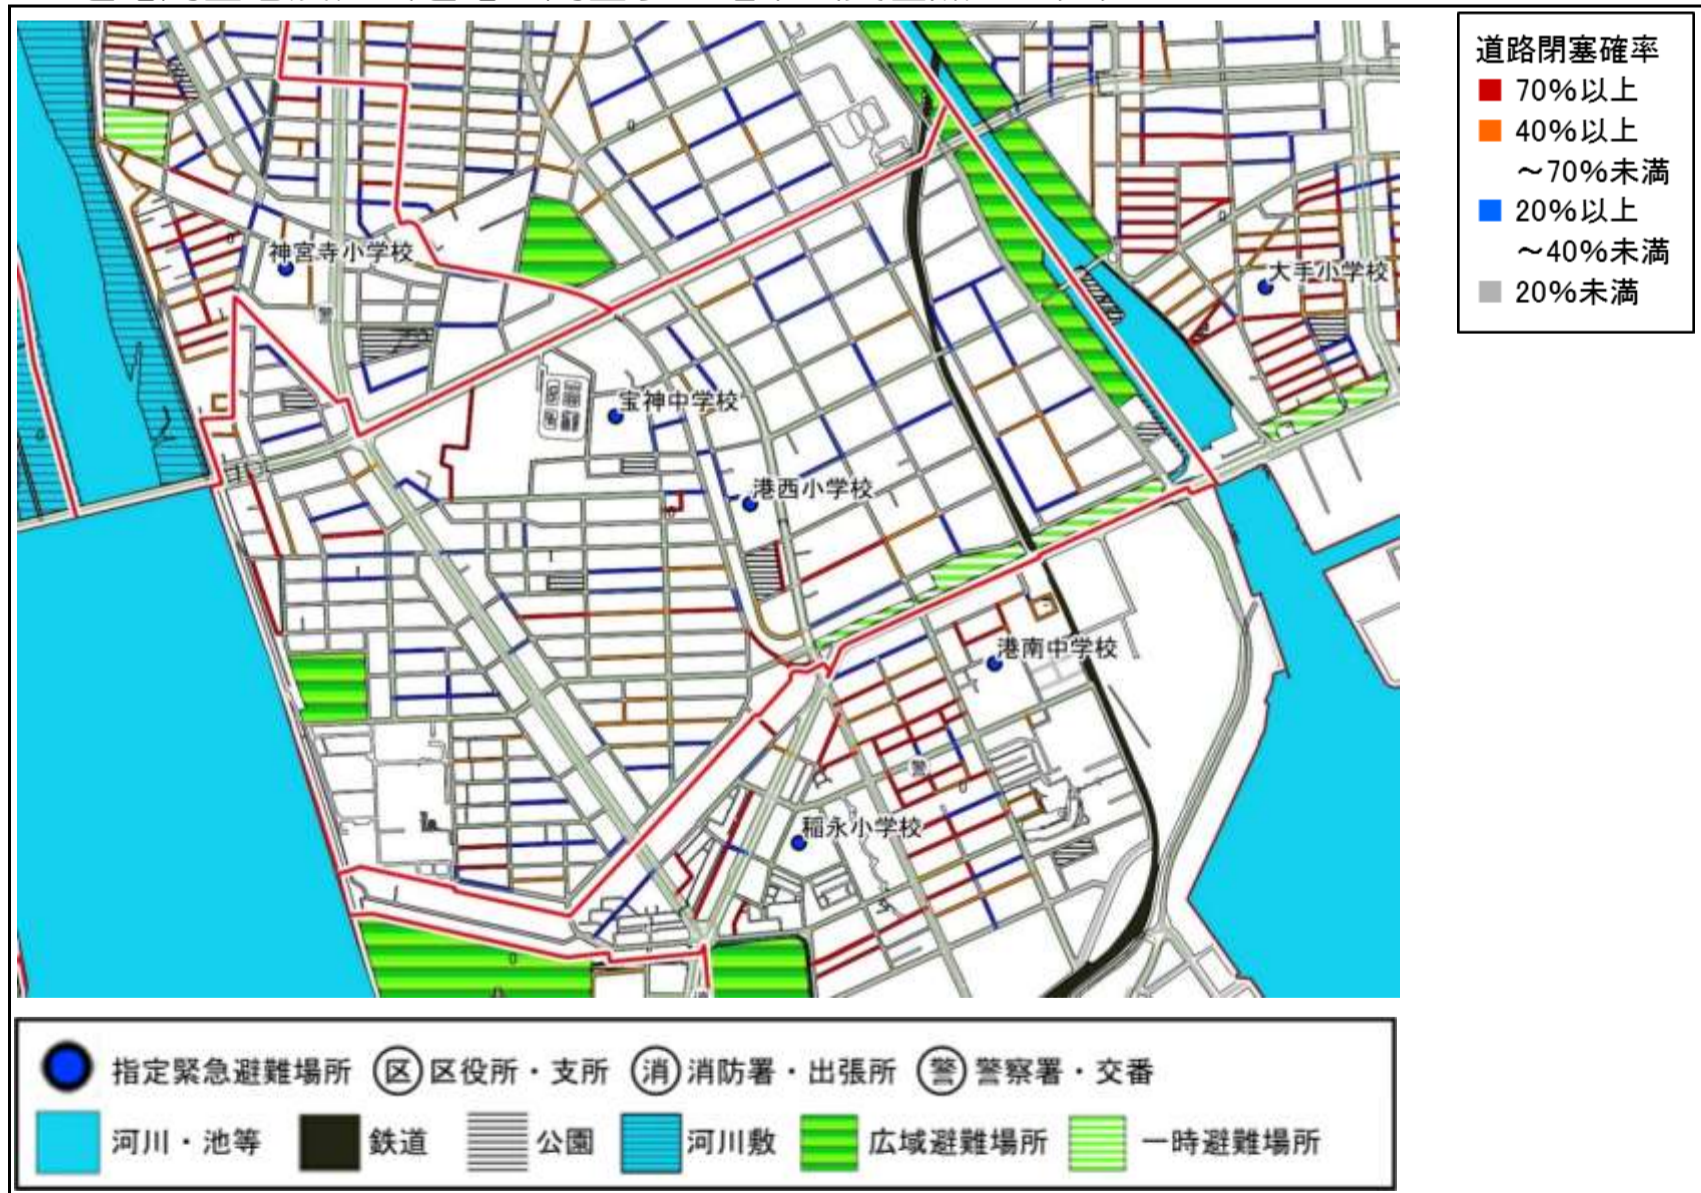 道路閉塞確率
70%以上
40%以上
～70%未満
20%以上
～40%未満
20%未満
神宮寺小学校
大手小学校
警
宝神中学校
港西小学校
港南中学校
警
稲永小学校
指定緊急避難場所 区 区役所・支所 消 消防署・出張所 警 警察署・交番
河川・池等 鉄道 公園 河川敷 広域避難場所 一時避難場所